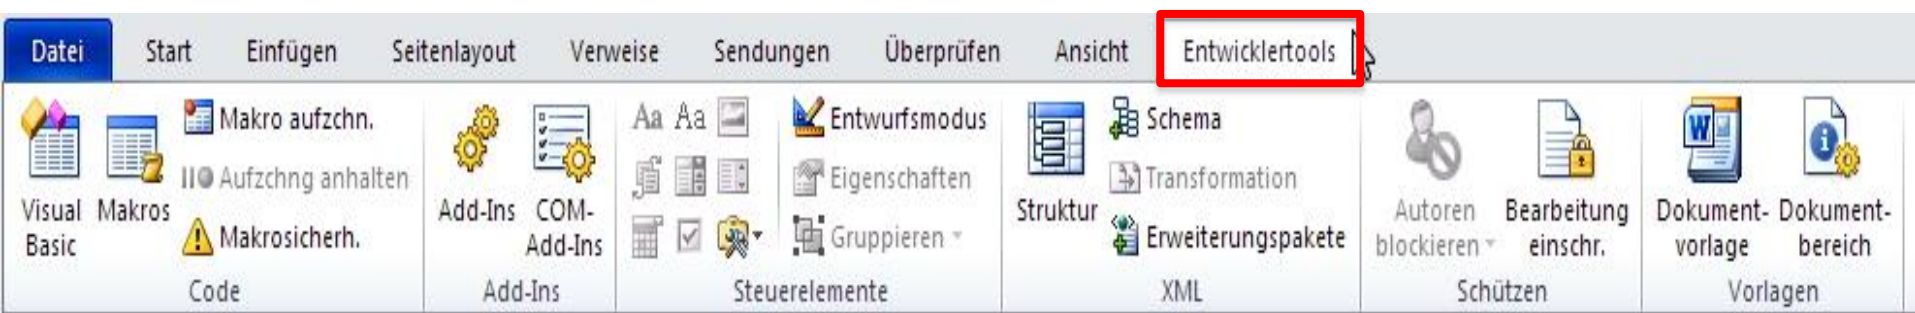 Datei Start Einfügen Seitenlayout Verweise Sendungen Überprüfen Ansicht Entwicklertools
Visual
Basic
Makros
Makro aufzchn.
Aufzchng anhalten
Makrosicherh.
Code
Add-Ins
COM-
Add-Ins
Add-Ins
Aa Aa
Entwurfsmodus
Eigenschaften
Gruppieren
Steuerelemente
Struktur
Schema
Transformation
Erweiterungspakete
XML
Autoren
blockieren
Bearbeitung
einschr.
Schützen
W
Dokument-
vorlage
Dokument-
bereich
Vorlagen